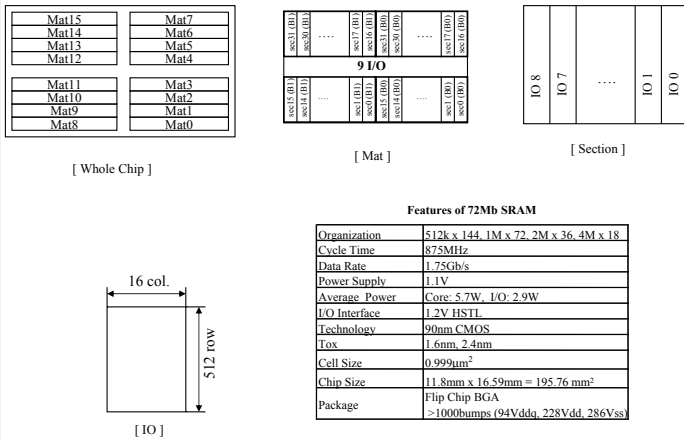 Mat15 Mat7
Mat14 Mat6
Mat13 Mat5
Mat12 Mat4
Mat11 Mat3
Mat10 Mat2
Mat9 Mat1
Mat8 Mat0
[ Whole Chip ]
sec31 (B1)
sec30 (B1)
....
sec17 (B1)
sec16 (B1)
sec31 (B0)
sec30 (B0)
....
sec17 (B0)
sec16 (B0)
9 I/O
sec15 (B1)
sec14 (B1)
....
sec1 (B1)
sec0 (B1)
sec15 (B0)
sec14 (B0)
....
sec1 (B0)
sec0 (B0)
[ Mat ]
IO 8
IO 7
....
IO 1
IO 0
[ Section ]
16 col.
512 row
[ IO ]
Features of 72Mb SRAM
Organization 512k x 144, 1M x 72, 2M x 36, 4M x 18
Cycle Time 875MHz
Data Rate 1.75Gb/s
Power Supply 1.1V
Average Power Core: 5.7W, I/O: 2.9W
I/O Interface 1.2V HSTL
Technology 90nm CMOS
Tox 1.6nm, 2.4nm
Cell Size 0.999μm²
Chip Size 11.8mm x 16.59mm = 195.76 mm²
Package Flip Chip BGA
>1000bumps (94Vddq, 228Vdd, 286Vss)